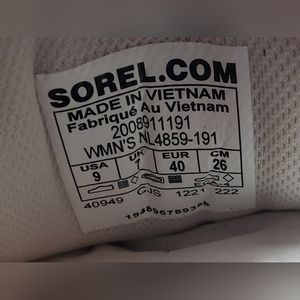 SOREL.COM
MADE IN VIETNAM
Fabriqué Au Vietnam
2008911191
WMN'S NL4859-191
USA UK EUR CM
9 40 26
40949 1221 222